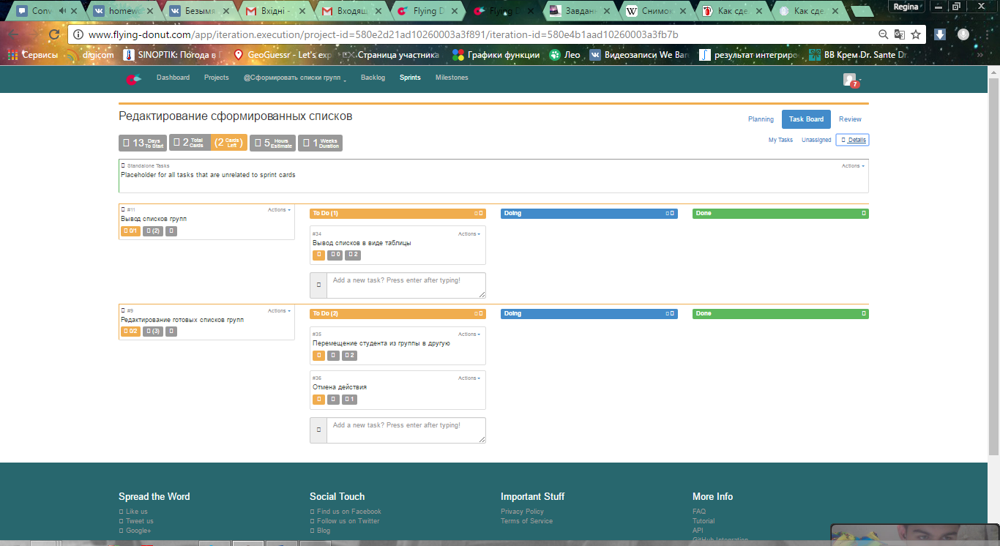 Regina
Conv
homewo
Безымя
Вхідні -
Входящ
Flying D
Flying D
Завданн
Снимок
Как сде
Как сде
www.flying-donut.com/app/iteration.execution/project-id=580e2d21ad10260003a3f891/iteration-id=580e4b1aad10260003a3fb7b
Сервисы
digicom
SINOPTIK: Погода в Г
GeoGuessr - Let's exp
Страница участника
Графики функции
Лео
Видеозаписи We Ban
результат интегриро
BB Крем Dr. Sante Dr
Dashboard
Projects
@Сформировать списки групп
Backlog
Sprints
Milestones
7
Редактирование сформированных списков
Planning
Task Board
Review
13 Days To Start
2 Total Cards
(2 Cards Left)
5 Hours Estimate
1 Weeks Duration
My Tasks
Unassigned
Details
Standalone Tasks
Actions
Placeholder for all tasks that are unrelated to sprint cards
#11
Actions
Вывод списков групп
0/1
(2)
To Do (1)
Doing
Done
#34
Actions
Вывод списков в виде таблицы
0
2
Add a new task? Press enter after typing!
#9
Actions
Редактирование готовых списков групп
0/2
(3)
To Do (2)
Doing
Done
#35
Actions
Перемещение студента из группы в другую
2
#36
Actions
Отмена действия
1
Add a new task? Press enter after typing!
Spread the Word
Like us
Tweet us
Google+
Social Touch
Find us on Facebook
Follow us on Twitter
Blog
Important Stuff
Privacy Policy
Terms of Service
More Info
FAQ
Tutorial
API
GitHub Integration